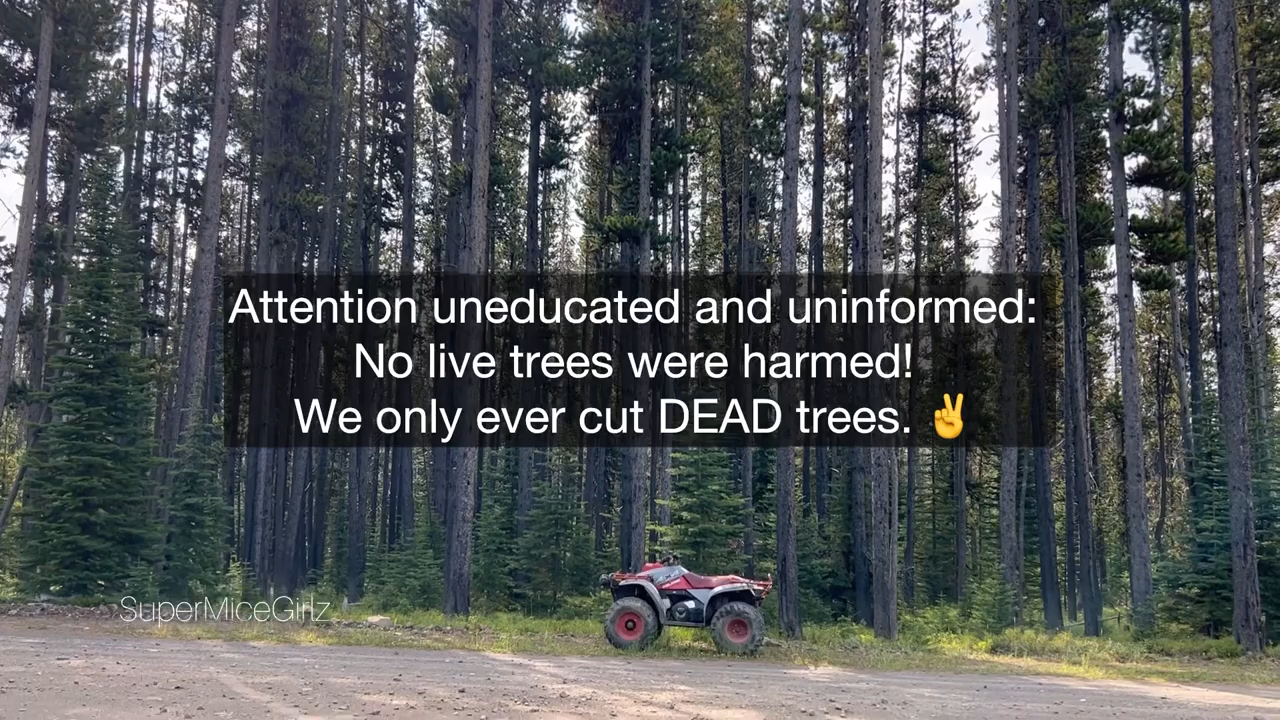 Attention uneducated and uninformed:
No live trees were harmed!
We only ever cut DEAD trees. ✌️
SuperMiceGirlz